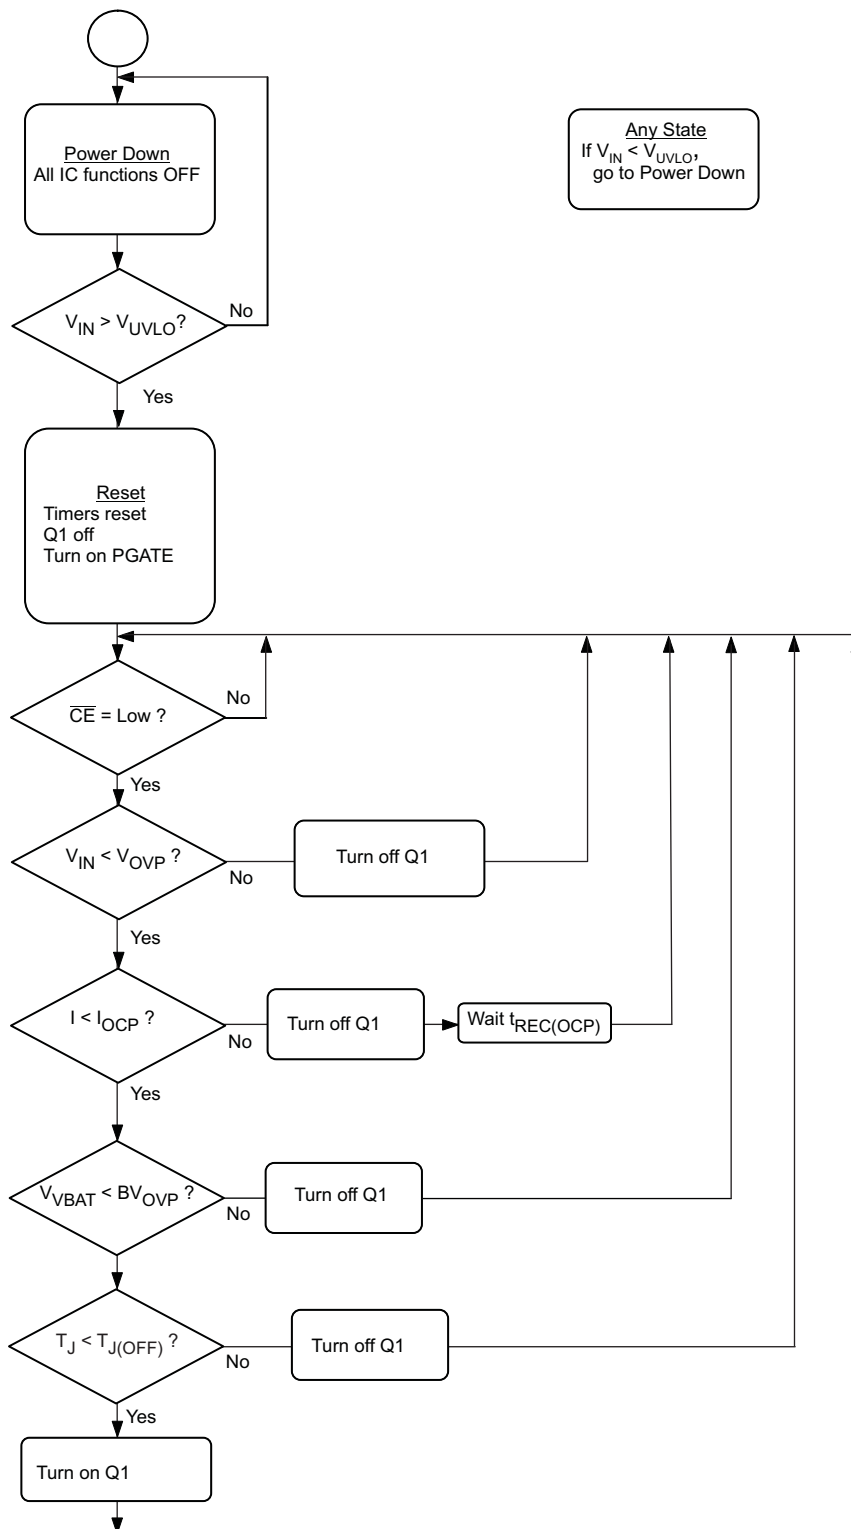 Power Down
All IC functions OFF
Any State
If V_IN < V_UVLO,
go to Power Down
V_IN > V_UVLO?
No
Yes
Reset
Timers reset
Q1 off
Turn on PGATE
C̅E̅ = Low ?
No
Yes
V_IN < V_OVP ?
No
Turn off Q1
Yes
I < I_OCP ?
No
Turn off Q1
Wait t_REC(OCP)
Yes
V_VBAT < BV_OVP ?
No
Turn off Q1
T_J < T_J(OFF) ?
No
Turn off Q1
Yes
Turn on Q1